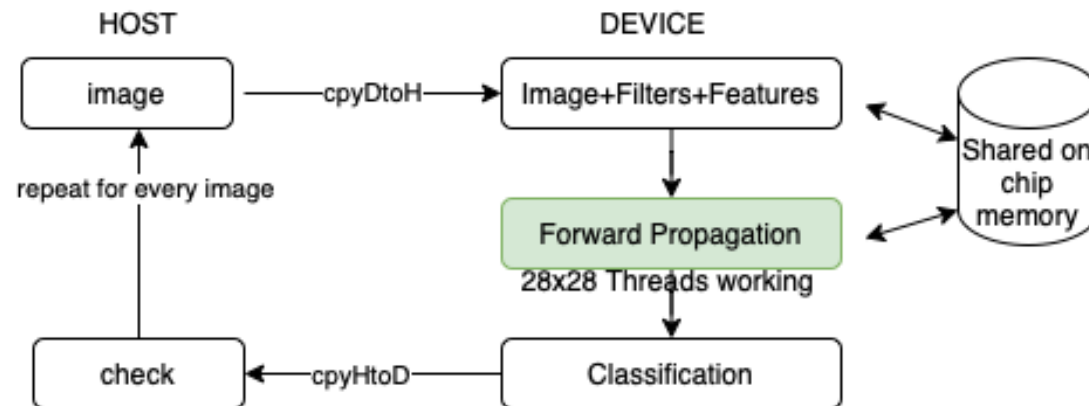 HOST
DEVICE
image
cpyDtoH
Image+Filters+Features
Shared on
chip
memory
repeat for every image
Forward Propagation
28x28 Threads working
check
cpyHtoD
Classification